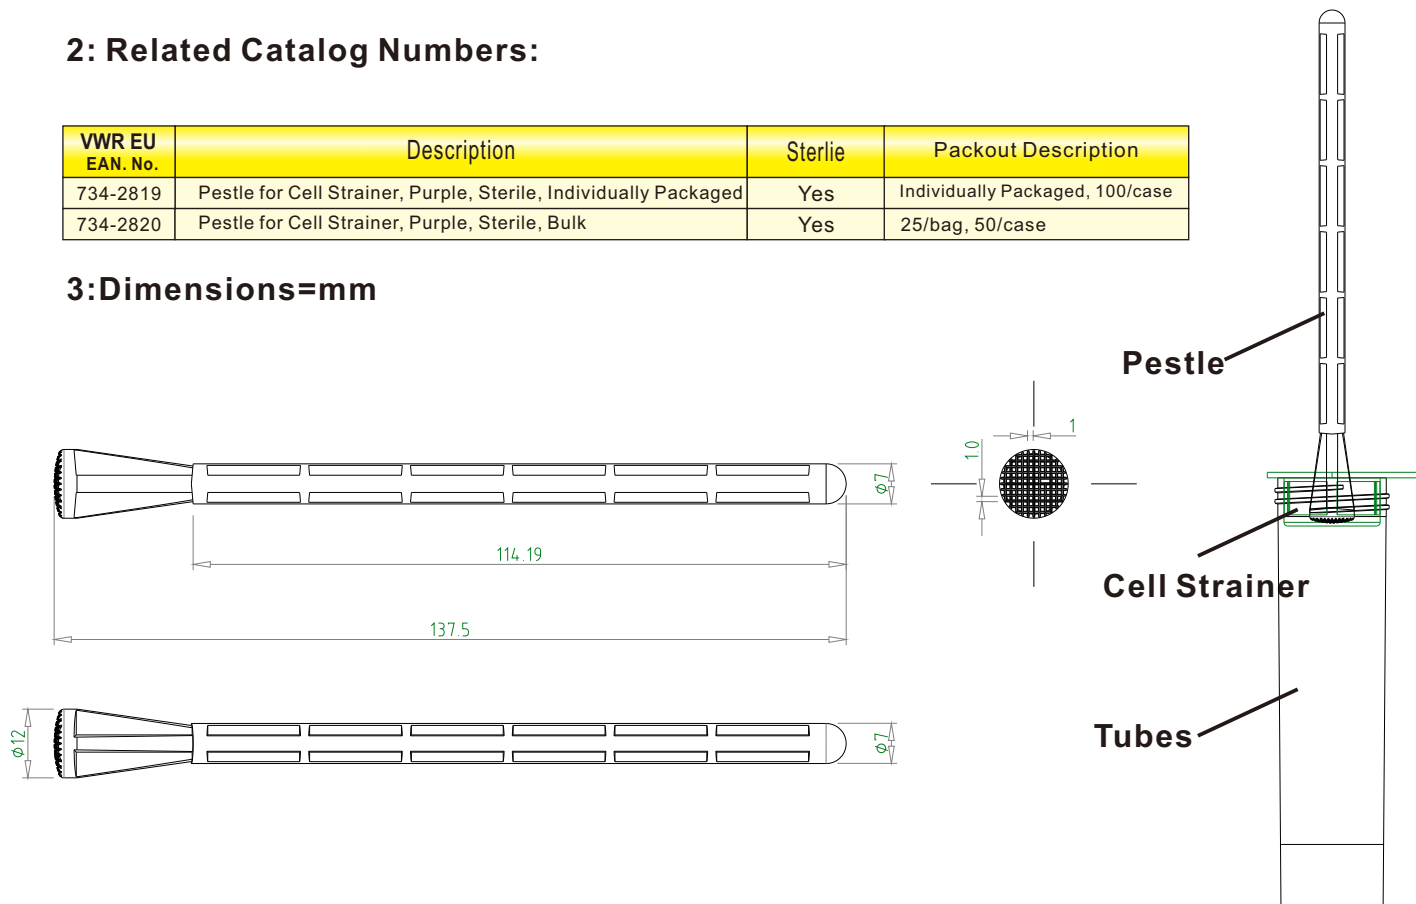 2: Related Catalog Numbers:
VWR EU EAN. No. Description Sterlie Packout Description
734-2819 Pestle for Cell Strainer, Purple, Sterile, Individually Packaged Yes Individually Packaged, 100/case
734-2820 Pestle for Cell Strainer, Purple, Sterile, Bulk Yes 25/bag, 50/case
3:Dimensions=mm
Pestle
1
1.0
ϕ7
114.19
Cell Strainer
137.5
Tubes
ϕ12
ϕ7